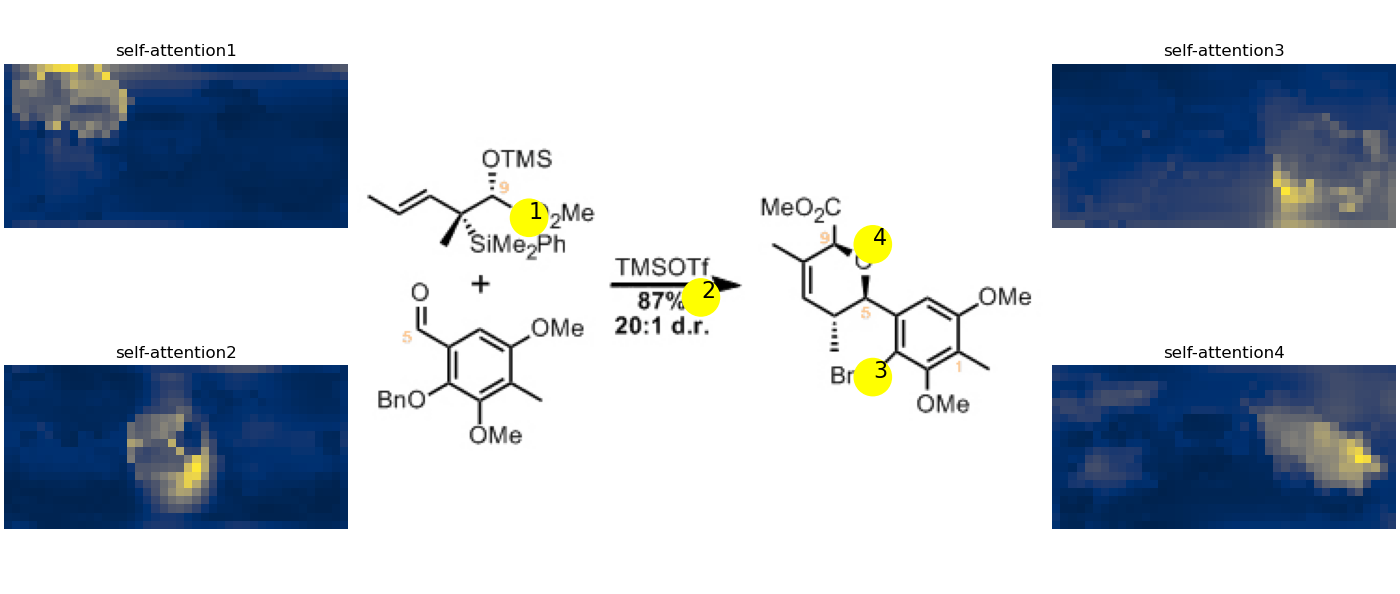 self-attention1
self-attention3
OTMS
9
1
2Me
SiMe2Ph
+
O
5
OMe
BnO
OMe
TMSOTf
87%
2
20:1 d.r.
MeO2C
9
4
5
OMe
Br
3
1
OMe
self-attention2
self-attention4